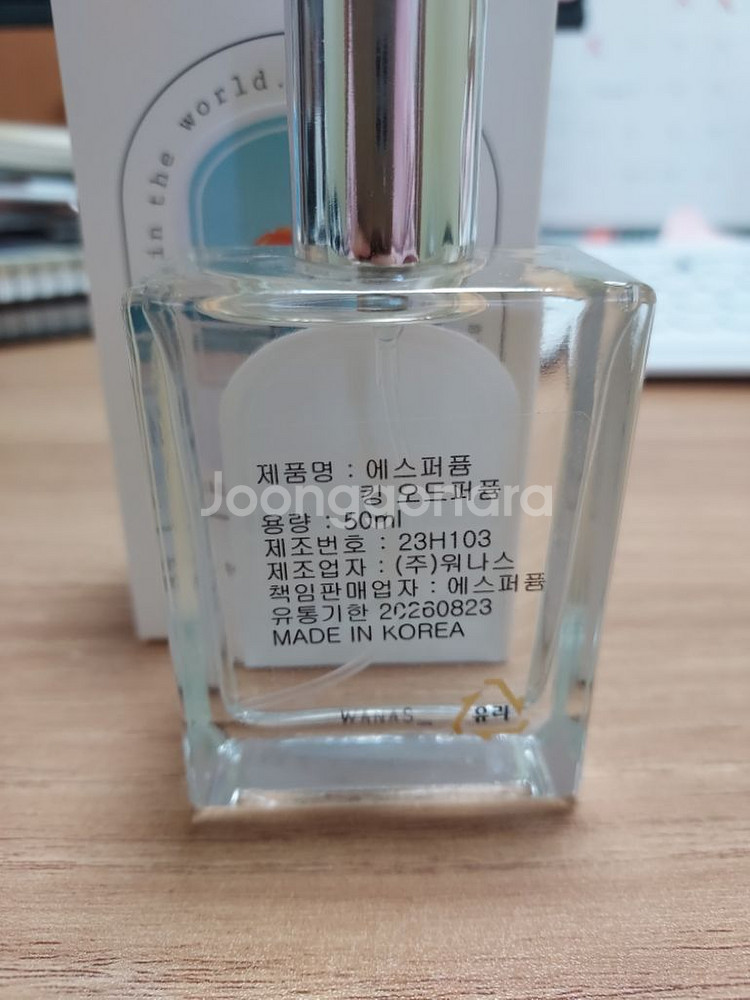 in the world.
제품명 : 에스퍼퓸
킹 오드퍼퓸
Joonggonara
용량 : 50ml
제조번호 : 23H103
제조업자 : (주)워나스
책임판매업자 : 에스퍼퓸
유통기한 20260823
MADE IN KOREA
WANAS_
유리